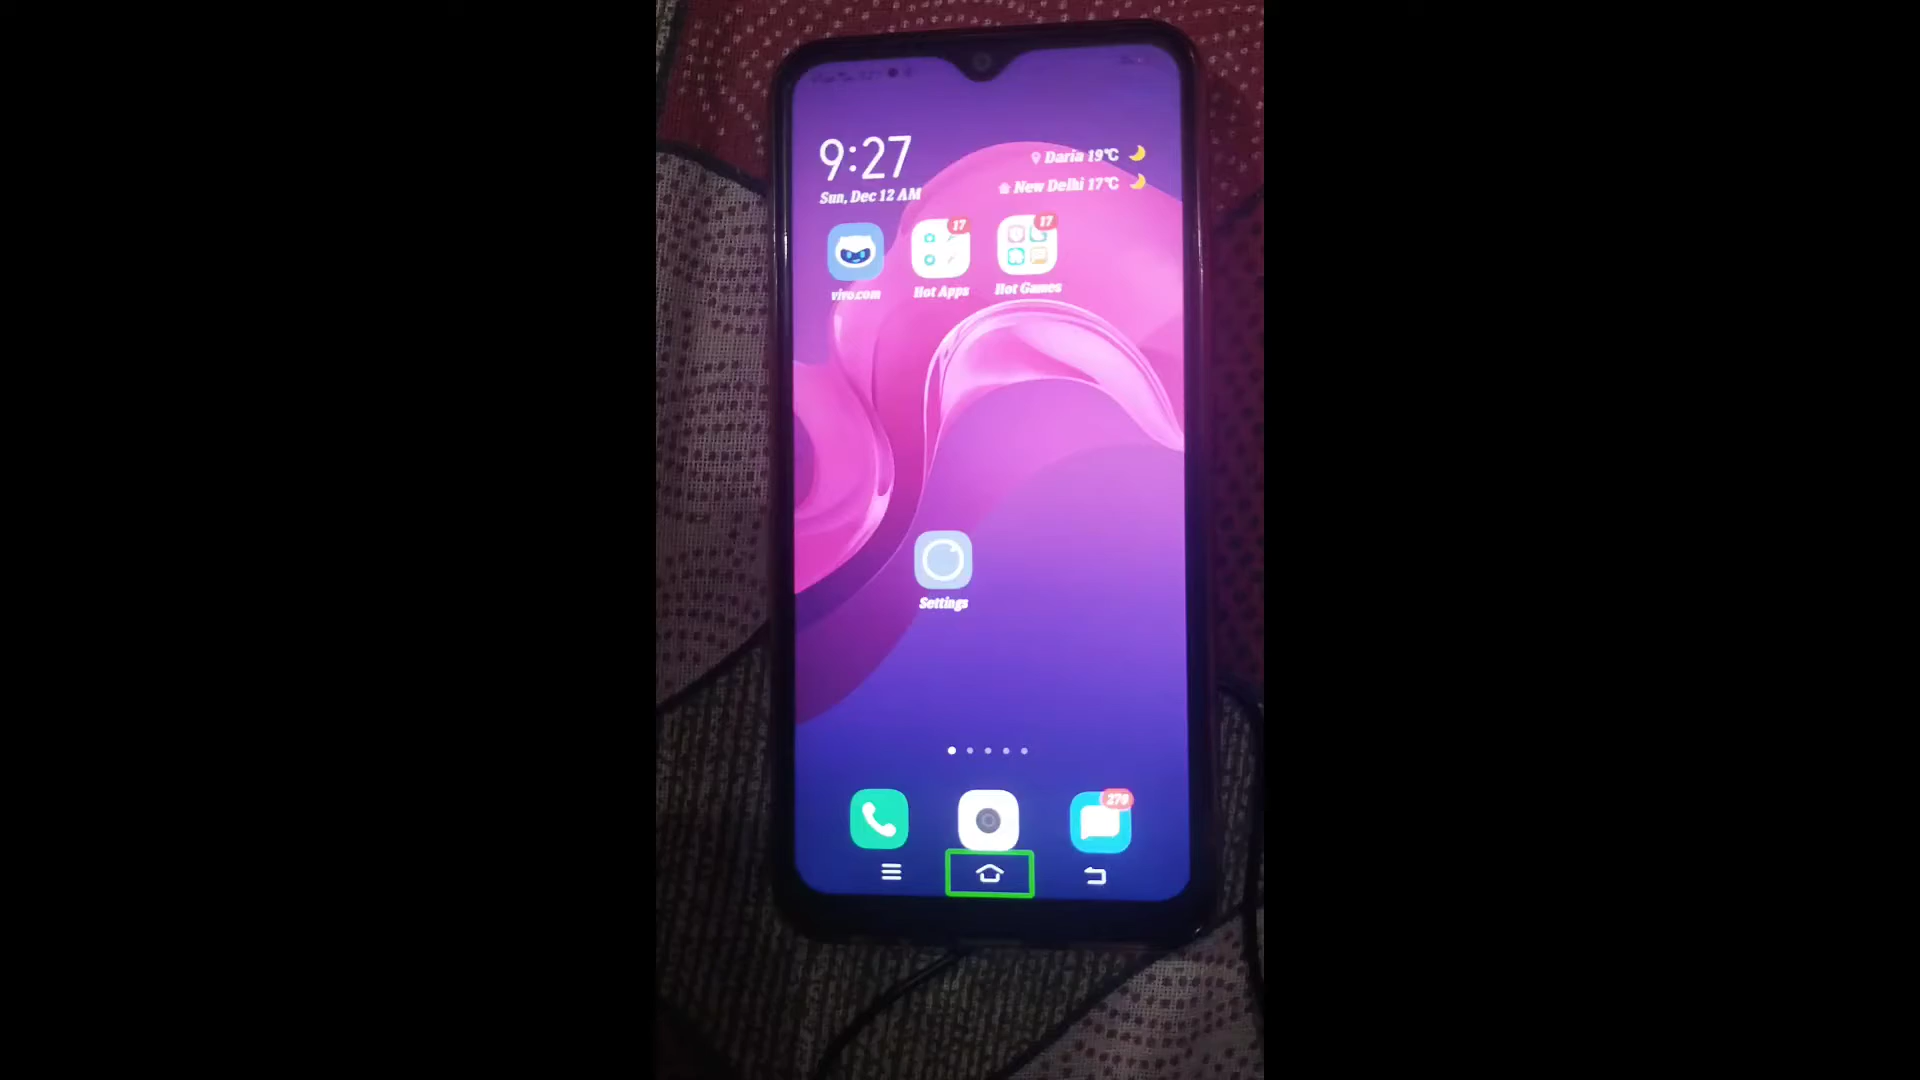 9:27
Sun, Dec 12 AM
Daria 19°C
New Delhi 17°C
vivo.com
17
Hot Apps
17
Hot Games
Settings
270